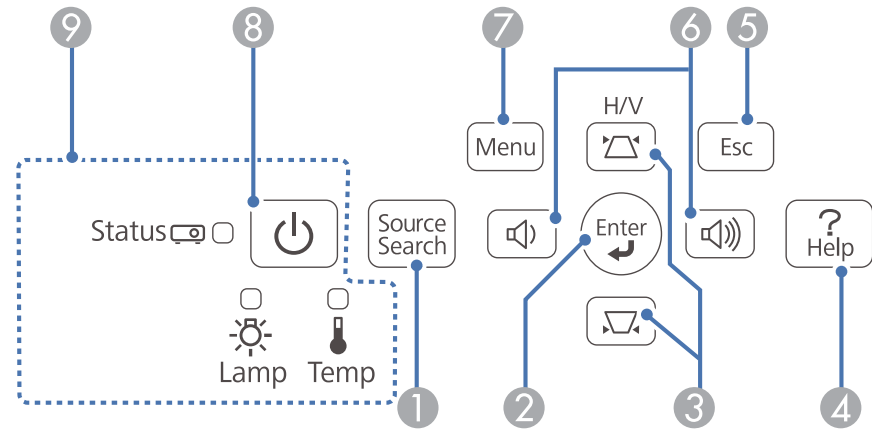 9
8
7
6
5
H/V
Menu
Esc
Status
Source
Search
Enter
?
Help
Lamp
Temp
1
2
3
4